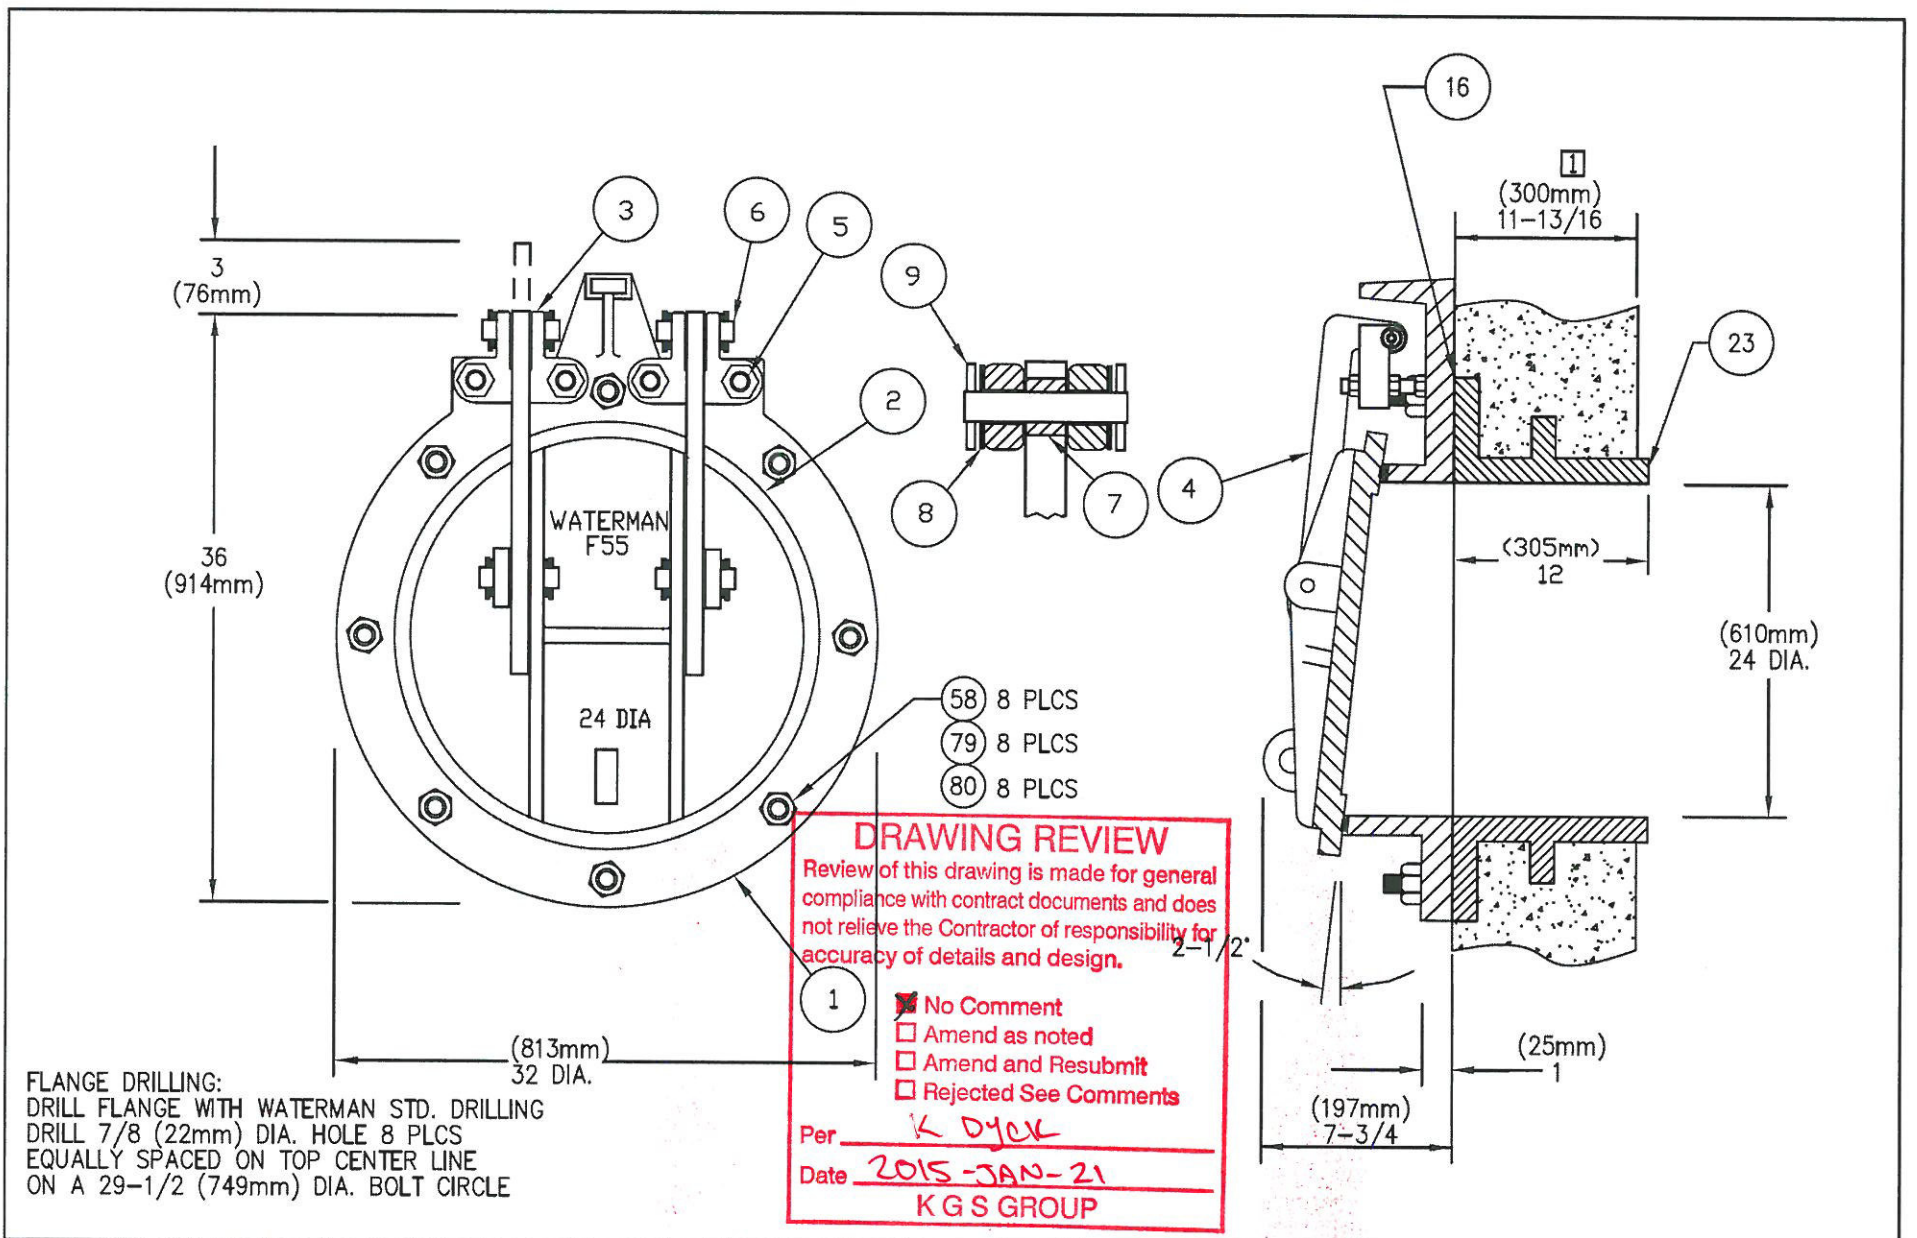 16
1
(300mm)
11-13/16
3
6
5
9
2
23
3
(76mm)
8
7
4
WATERMAN
F55
36
(914mm)
(305mm)
12
(610mm)
24 DIA.
24 DIA
58 8 PLCS
79 8 PLCS
80 8 PLCS
1
(813mm)
32 DIA.
2-1/2°
(25mm)
1
(197mm)
7-3/4
FLANGE DRILLING:
DRILL FLANGE WITH WATERMAN STD. DRILLING
DRILL 7/8 (22mm) DIA. HOLE 8 PLCS
EQUALLY SPACED ON TOP CENTER LINE
ON A 29-1/2 (749mm) DIA. BOLT CIRCLE
DRAWING REVIEW
Review of this drawing is made for general
compliance with contract documents and does
not relieve the Contractor of responsibility for
accuracy of details and design.
No Comment
Amend as noted
Amend and Resubmit
Rejected See Comments
Per K DYCK
Date 2015-JAN-21
K G S GROUP